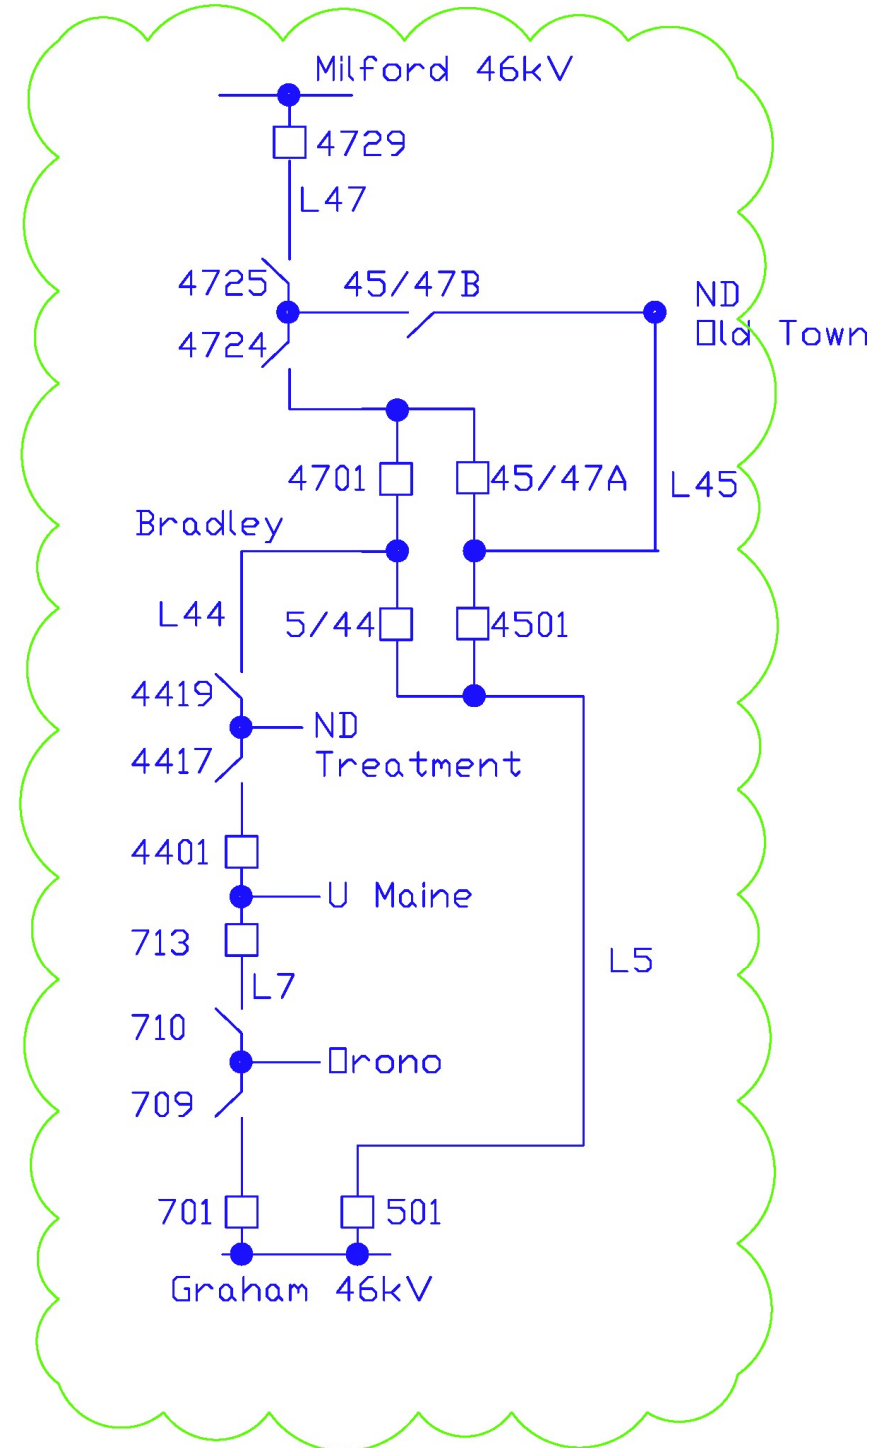 Milford 46kV
4729
L47
4725
45/47B
ND
Old Town
4724
4701
45/47A
L45
Bradley
L44
5/44
4501
4419
ND
Treatment
4417
4401
U Maine
713
L5
L7
710
Orono
709
701
501
Graham 46kV